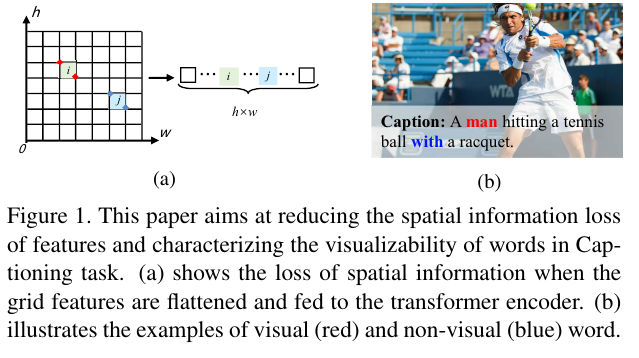 h
i
j
0
w
··· i ··· j ···
h×w
(a)
WTA
Caption: A man hitting a tennis
ball with a racquet.
(b)
Figure 1. This paper aims at reducing the spatial information loss
of features and characterizing the visualizability of words in Cap-
tioning task. (a) shows the loss of spatial information when the
grid features are flattened and fed to the transformer encoder. (b)
illustrates the examples of visual (red) and non-visual (blue) word.